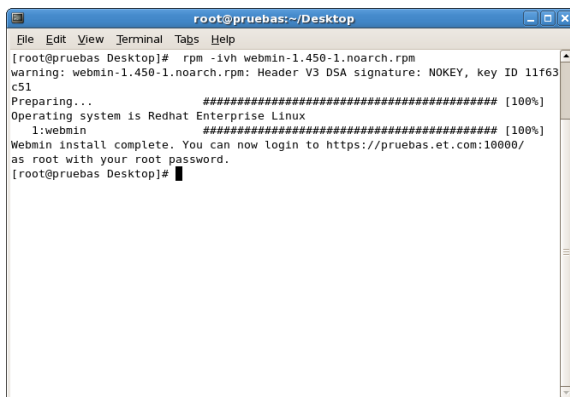 root@pruebas:~/Desktop
File Edit View Terminal Tabs Help
[root@pruebas Desktop]#  rpm -ivh webmin-1.450-1.noarch.rpm
warning: webmin-1.450-1.noarch.rpm: Header V3 DSA signature: NOKEY, key ID 11f63
c51
Preparing...                ########################################### [100%]
Operating system is Redhat Enterprise Linux
   1:webmin                 ########################################### [100%]
Webmin install complete. You can now login to https://pruebas.et.com:10000/
as root with your root password.
[root@pruebas Desktop]#